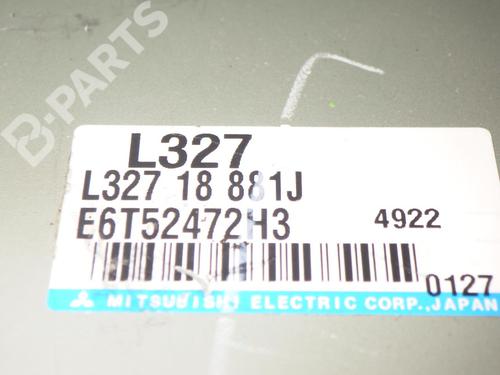 B-PARTS
L327
L327 18 881J
E6T52472H3 4922
0127
MITSUBISHI ELECTRIC CORP.,JAPAN